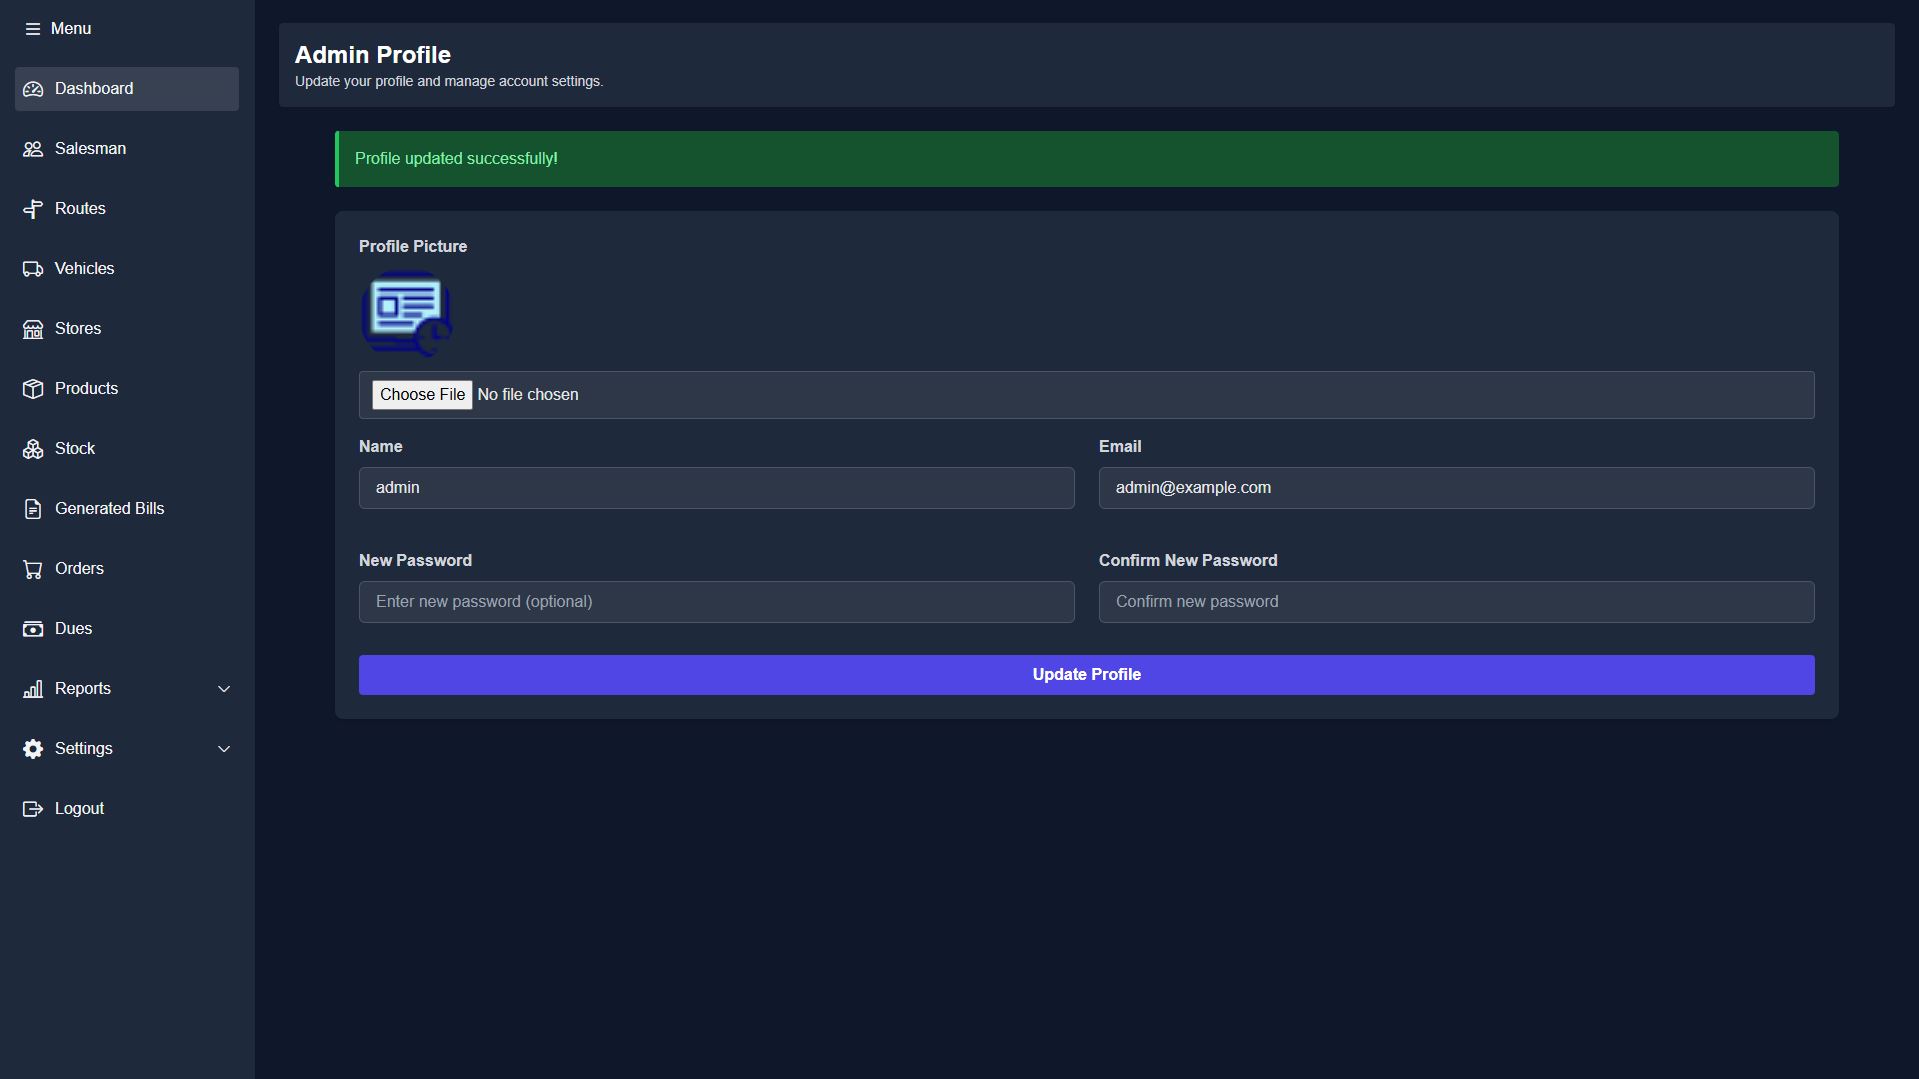 Menu
Dashboard
Salesman
Routes
Vehicles
Stores
Products
Stock
Generated Bills
Orders
Dues
Reports
Settings
Logout
Admin Profile
Update your profile and manage account settings.
Profile updated successfully!
Profile Picture
Choose File No file chosen
Name Email
admin admin@example.com
New Password Confirm New Password
Enter new password (optional) Confirm new password
Update Profile